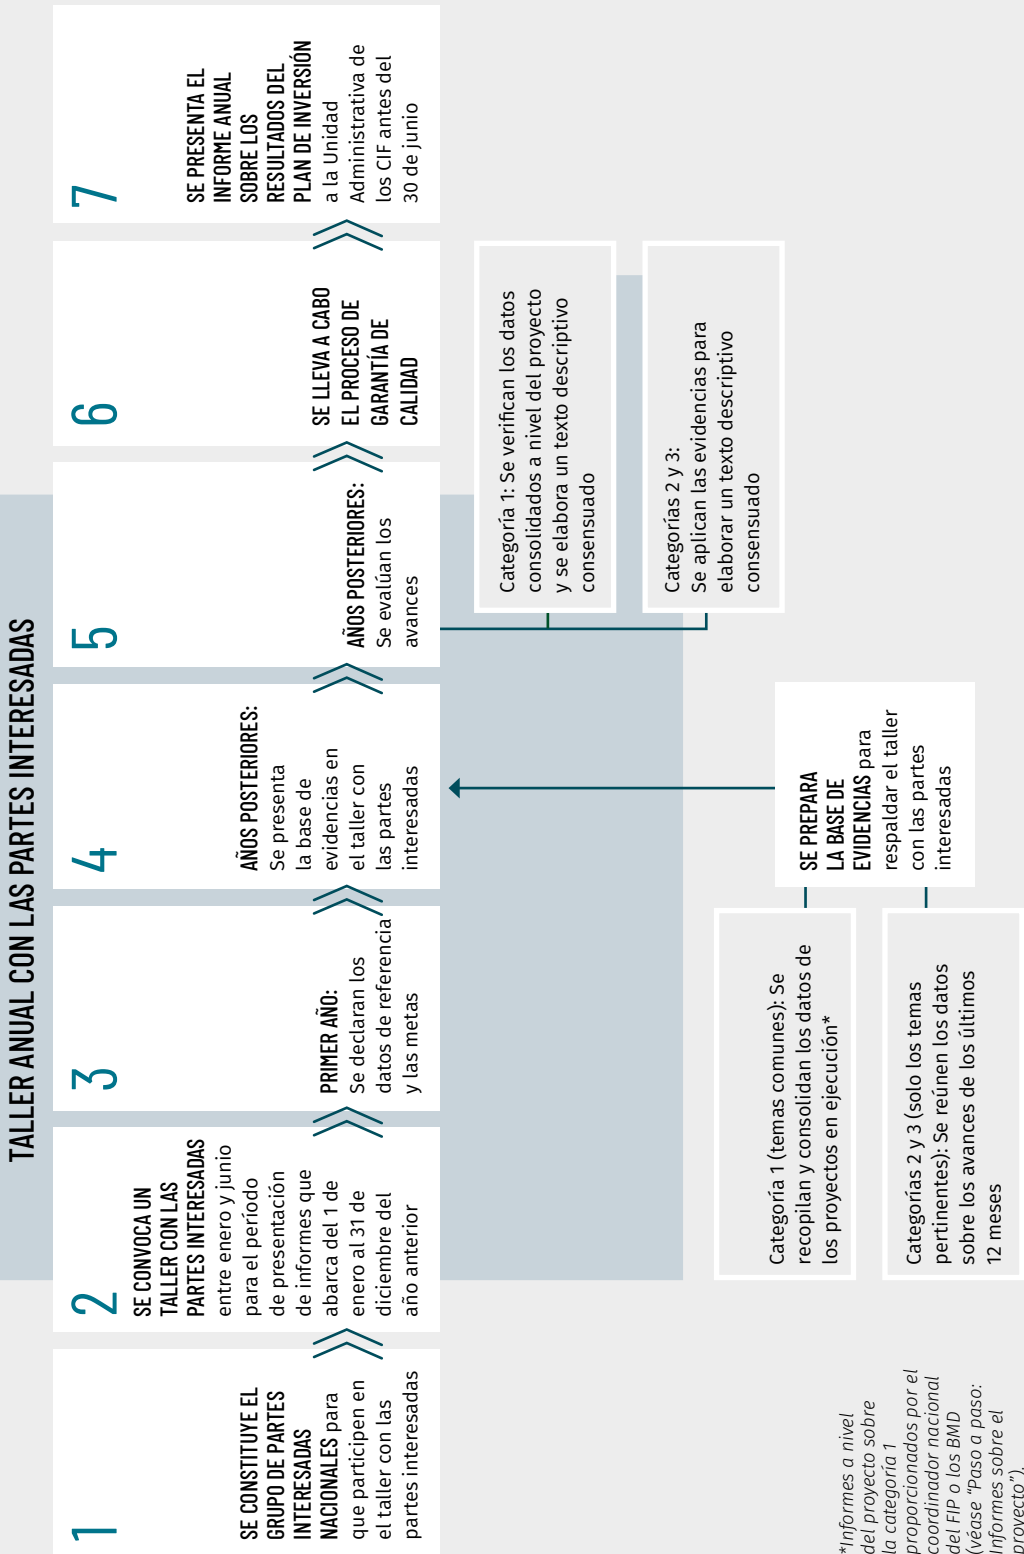 TALLER ANUAL CON LAS PARTES INTERESADAS
1
SE CONSTITUYE EL
GRUPO DE PARTES
INTERESADAS
NACIONALES para
que participen en
el taller con las
partes interesadas
2
SE CONVOCA UN
TALLER CON LAS
PARTES INTERESADAS
entre enero y junio
para el período
de presentación
de informes que
abarca del 1 de
enero al 31 de
diciembre del
año anterior
3
PRIMER AÑO:
Se declaran los
datos de referencia
y las metas
4
AÑOS POSTERIORES:
Se presenta
la base de
evidencias en
el taller con
las partes
interesadas
5
AÑOS POSTERIORES:
Se evalúan los
avances
6
SE LLEVA A CABO
EL PROCESO DE
GARANTÍA DE
CALIDAD
7
SE PRESENTA EL
INFORME ANUAL
SOBRE LOS
RESULTADOS DEL
PLAN DE INVERSIÓN
a la Unidad
Administrativa de
los CIF antes del
30 de junio
Categoría 1: Se verifican los datos
consolidados a nivel del proyecto
y se elabora un texto descriptivo
consensuado
Categorías 2 y 3:
Se aplican las evidencias para
elaborar un texto descriptivo
consensuado
Categoría 1 (temas comunes): Se
recopilan y consolidan los datos de
los proyectos en ejecución*
Categorías 2 y 3 (solo los temas
pertinentes): Se reúnen los datos
sobre los avances de los últimos
12 meses
SE PREPARA
LA BASE DE
EVIDENCIAS para
respaldar el taller
con las partes
interesadas
*Informes a nivel
del proyecto sobre
la categoría 1
proporcionados por el
coordinador nacional
del FIP o los BMD
(véase "Paso a paso:
Informes sobre el
proyecto").